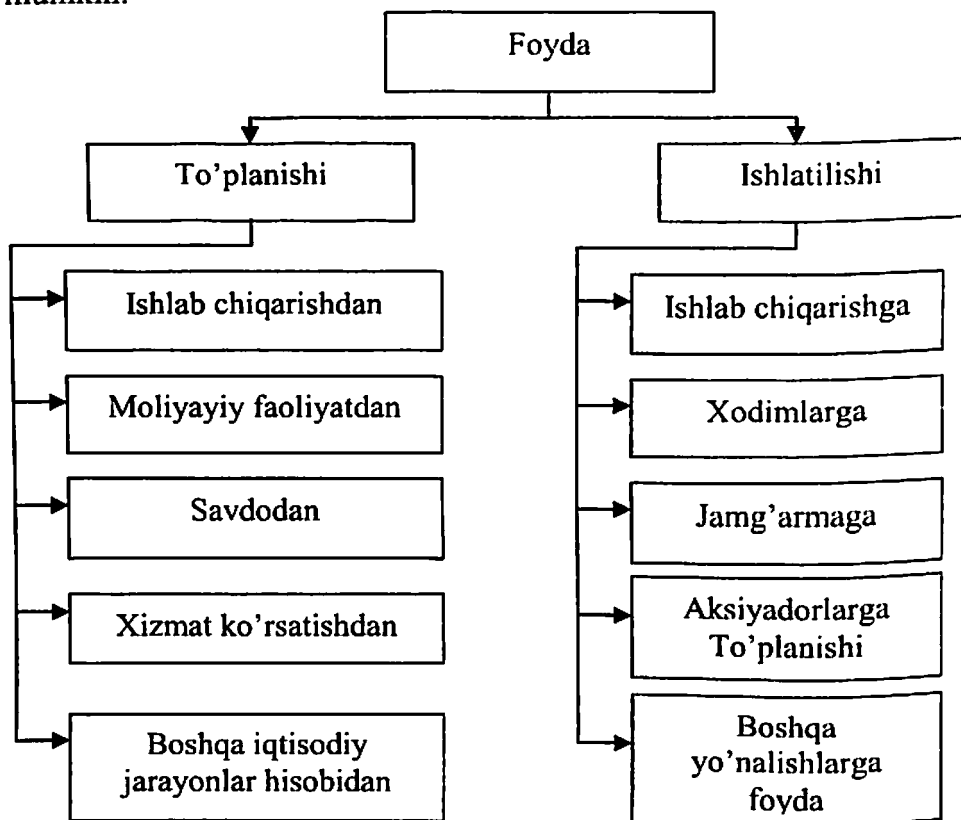 Foyda
To’planishi
Ishlatilishi
Ishlab chiqarishdan
Moliyayiy faoliyatdan
Savdodan
Xizmat ko’rsatishdan
Boshqa iqtisodiy
jarayonlar hisobidan
Ishlab chiqarishga
Xodimlarga
Jamg’armaga
Aksiyadorlarga
To’planishi
Boshqa
yo’nalishlarga
foyda